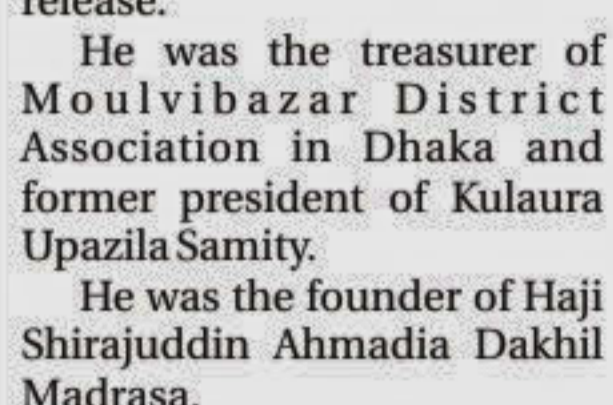 release.
He was the treasurer of
Moulvibazar District
Association in Dhaka and
former president of Kulaura
Upazila Samity.
He was the founder of Haji
Shirajuddin Ahmadia Dakhil
Madrasa.